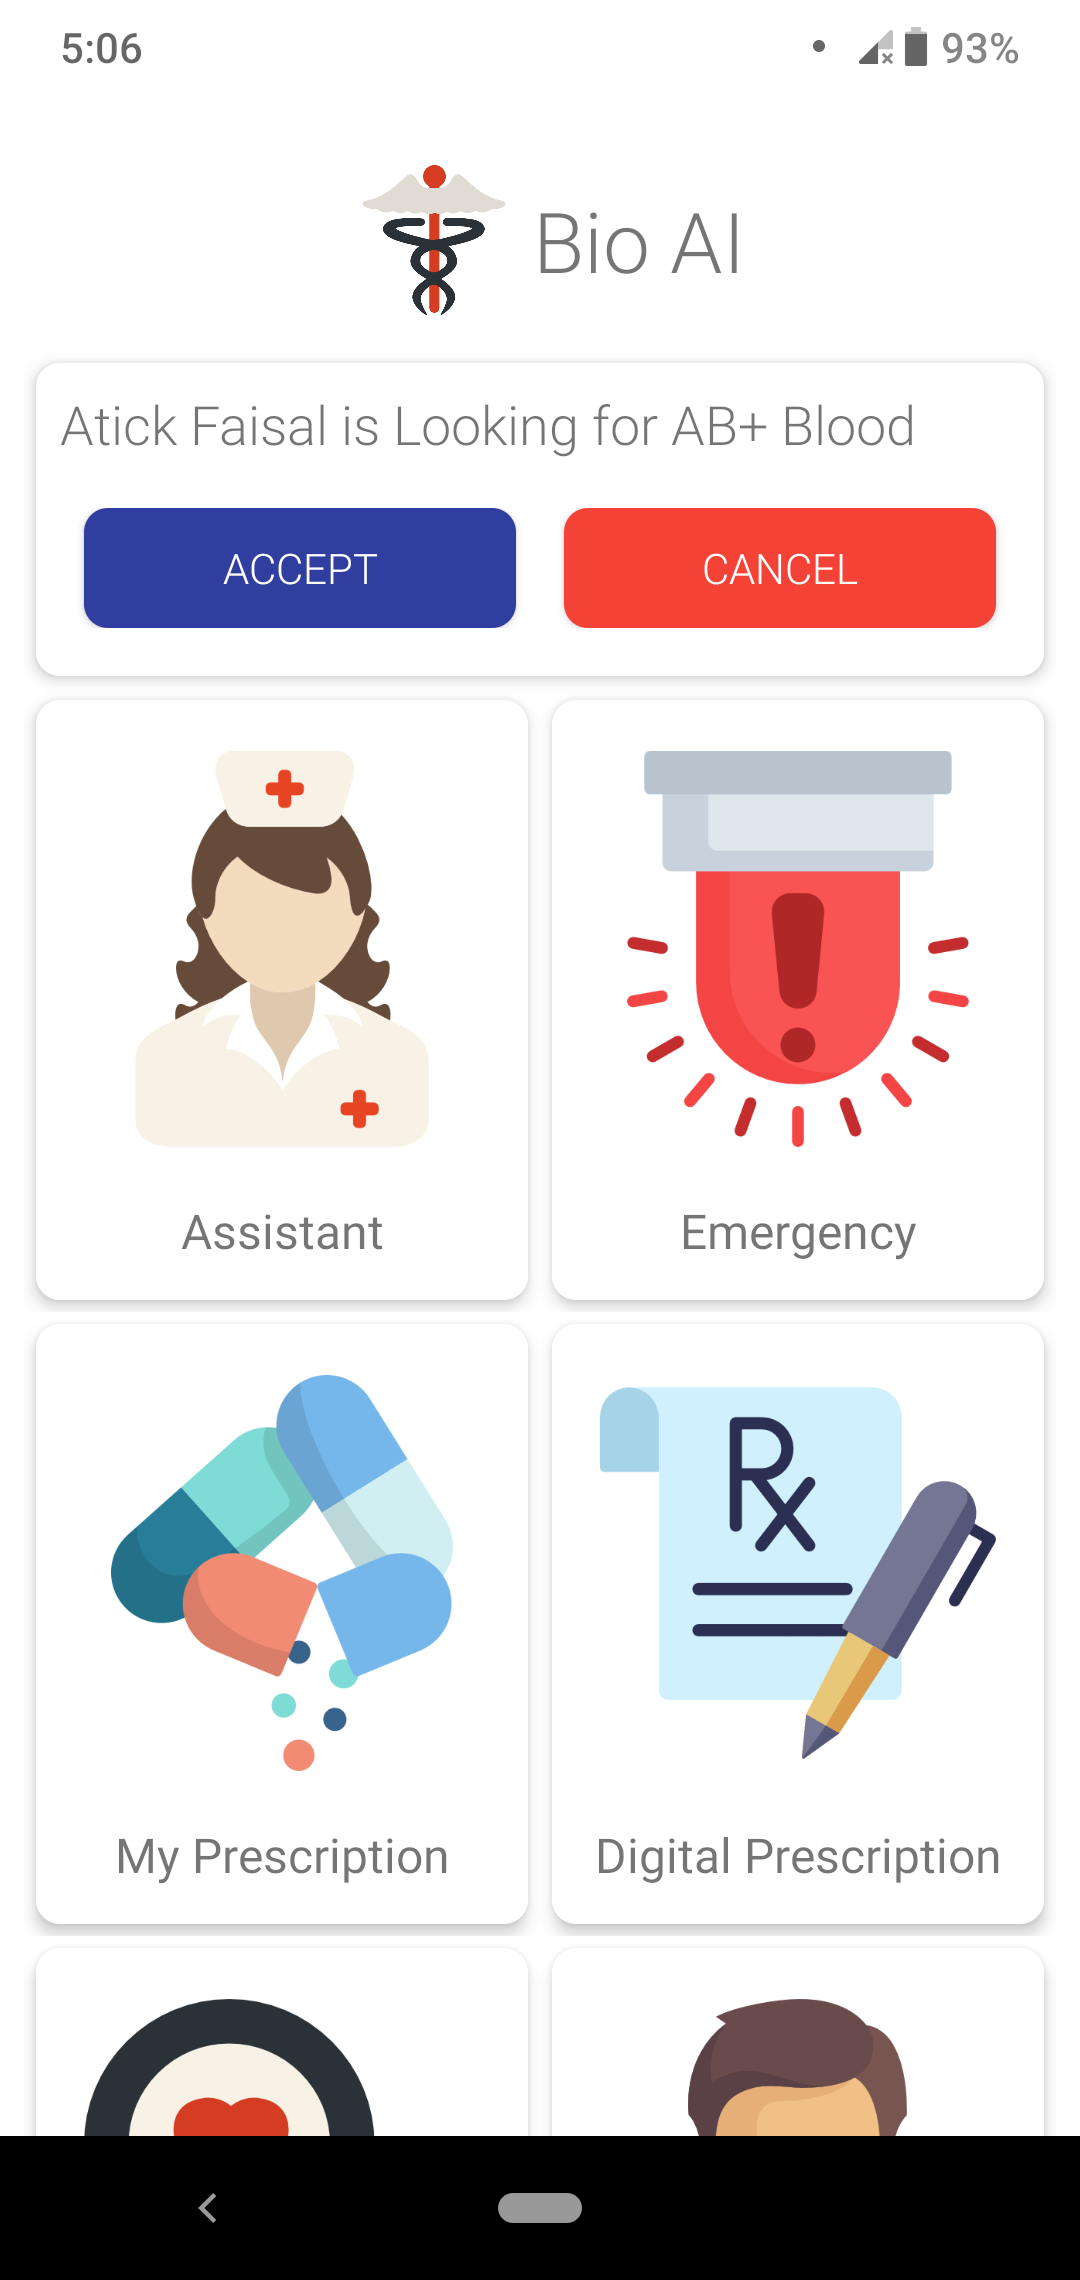 5:06
93%
Bio AI
Atick Faisal is Looking for AB+ Blood
ACCEPT
CANCEL
Assistant
Emergency
Rx
My Prescription
Digital Prescription